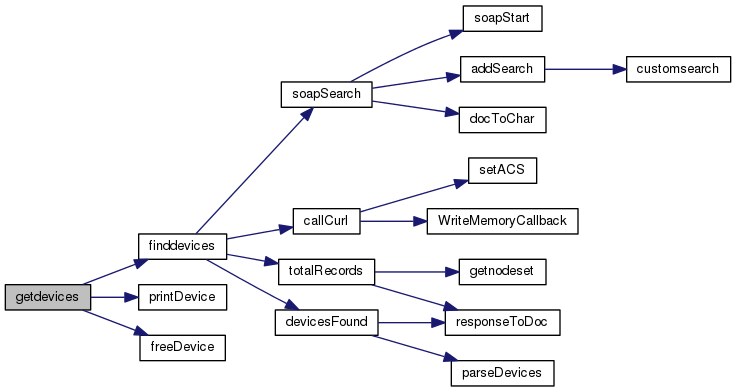 soapStart
addSearch
customsearch
soapSearch
docToChar
setACS
callCurl
WriteMemoryCallback
finddevices
totalRecords
getnodeset
getdevices
printDevice
devicesFound
responseToDoc
freeDevice
parseDevices